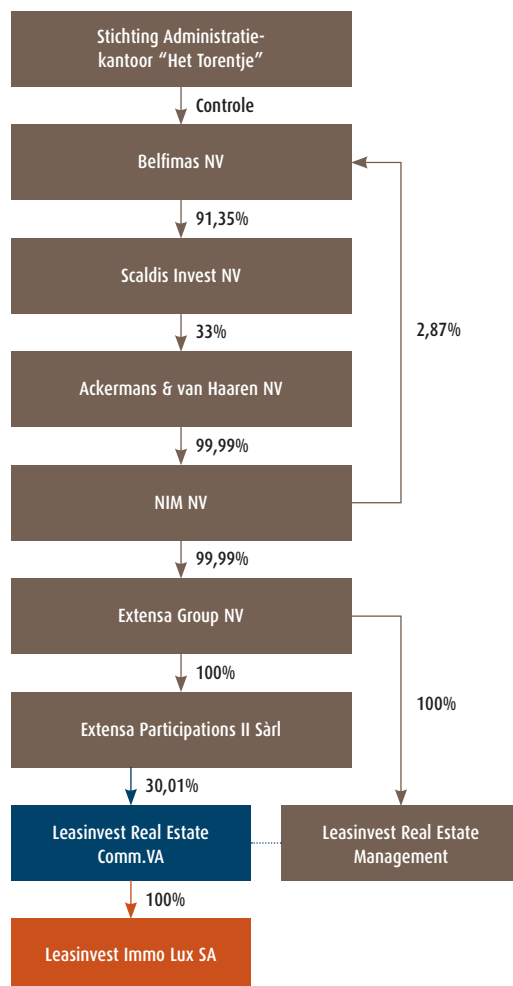 Stichting Administratie-
kantoor “Het Torentje”
Controle
Belfimas NV
91,35%
Scaldis Invest NV
33%
2,87%
Ackermans & van Haaren NV
99,99%
NIM NV
99,99%
Extensa Group NV
100%
100%
Extensa Participations II Sàrl
30,01%
Leasinvest Real Estate
Comm.VA
Leasinvest Real Estate
Management
100%
Leasinvest Immo Lux SA